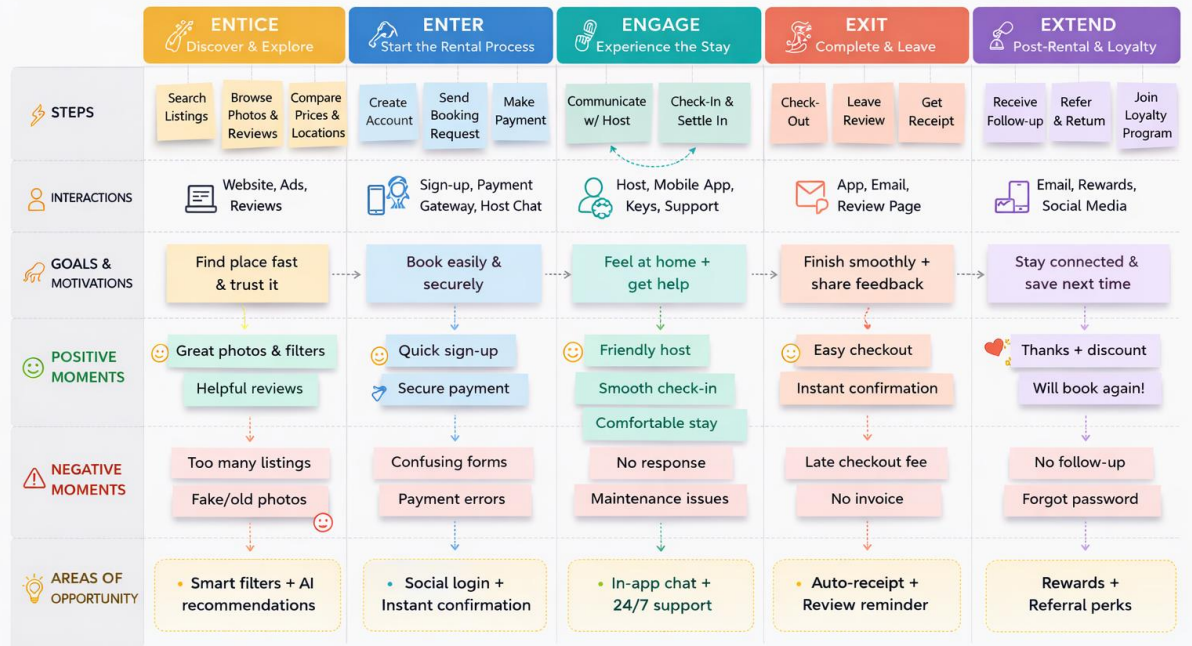 ENTICE
Discover & Explore
ENTER
Start the Rental Process
ENGAGE
Experience the Stay
EXIT
Complete & Leave
EXTEND
Post-Rental & Loyalty
STEPS
Search
Listings
Browse
Photos &
Reviews
Compare
Prices &
Locations
Create
Account
Send
Booking
Request
Make
Payment
Communicate
w/ Host
Check-In &
Settle In
Check-
Out
Leave
Review
Get
Receipt
Receive
Follow-up
Refer
& Return
Join
Loyalty
Program
INTERACTIONS
Website, Ads,
Reviews
Sign-up, Payment
Gateway, Host Chat
Host, Mobile App,
Keys, Support
App, Email,
Review Page
Email, Rewards,
Social Media
GOALS &
MOTIVATIONS
Find place fast
& trust it
Book easily &
securely
Feel at home +
get help
Finish smoothly +
share feedback
Stay connected &
save next time
POSITIVE
MOMENTS
Great photos & filters
Helpful reviews
Quick sign-up
Secure payment
Friendly host
Smooth check-in
Comfortable stay
Easy checkout
Instant confirmation
Thanks + discount
Will book again!
NEGATIVE
MOMENTS
Too many listings
Fake/old photos
Confusing forms
Payment errors
No response
Maintenance issues
Late checkout fee
No invoice
No follow-up
Forgot password
AREAS OF
OPPORTUNITY
• Smart filters + AI
recommendations
• Social login +
Instant confirmation
• In-app chat +
24/7 support
• Auto-receipt +
Review reminder
Rewards +
Referral perks